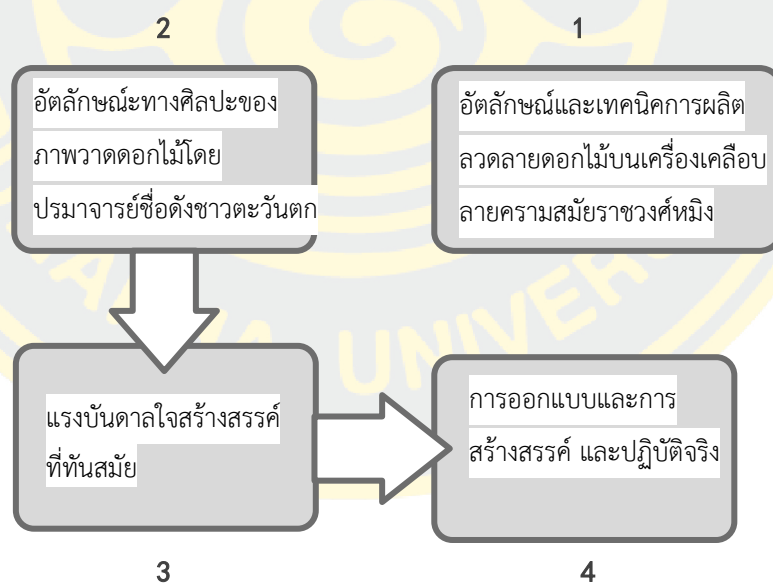 2
1
อัตลักษณ์ะทางศิลปะของ
ภาพวาดดอกไม้โดย
ปรมาจารย์ชื่อดังชาวตะวันตก
อัตลักษณ์และเทคนิคการผลิต
ลวดลายดอกไม้บนเครื่องเคลือบ
ลายครามสมัยราชวงศ์หมิง
แรงบันดาลใจสร้างสรรค์
ที่ทันสมัย
การออกแบบและการ
สร้างสรรค์ และปฏิบัติจริง
3
4